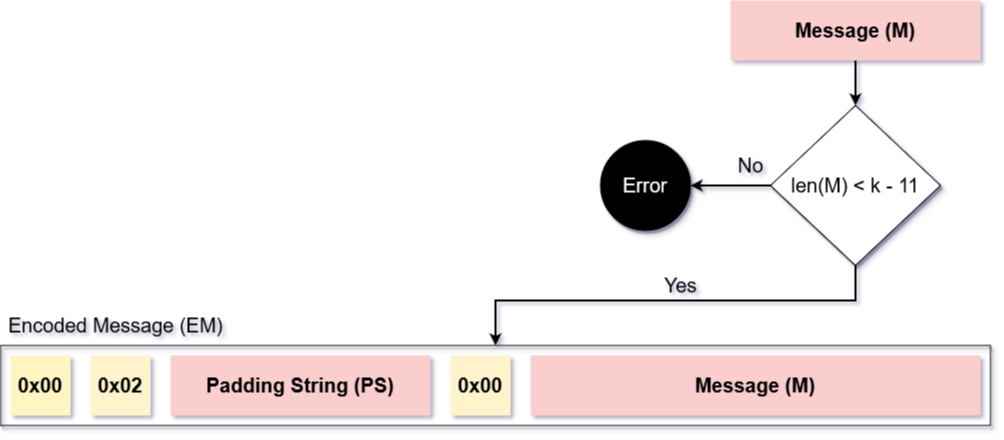 Message (M)
No
Error
len(M) < k - 11
Yes
Encoded Message (EM)
0x00
0x02
Padding String (PS)
0x00
Message (M)